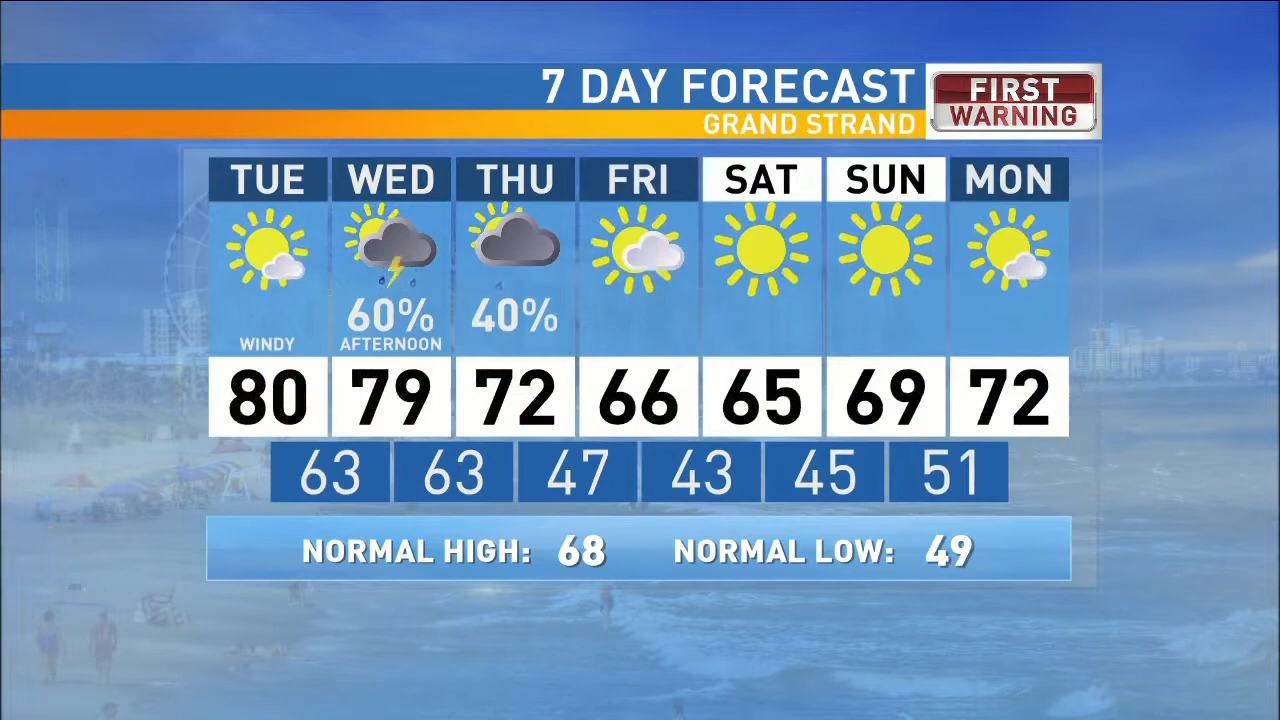 7 DAY FORECAST
GRAND STRAND
FIRST
WARNING
TUE WED THU FRI SAT SUN MON
60% 40%
WINDY AFTERNOON
80 79 72 66 65 69 72
63 63 47 43 45 51
NORMAL HIGH: 68 NORMAL LOW: 49